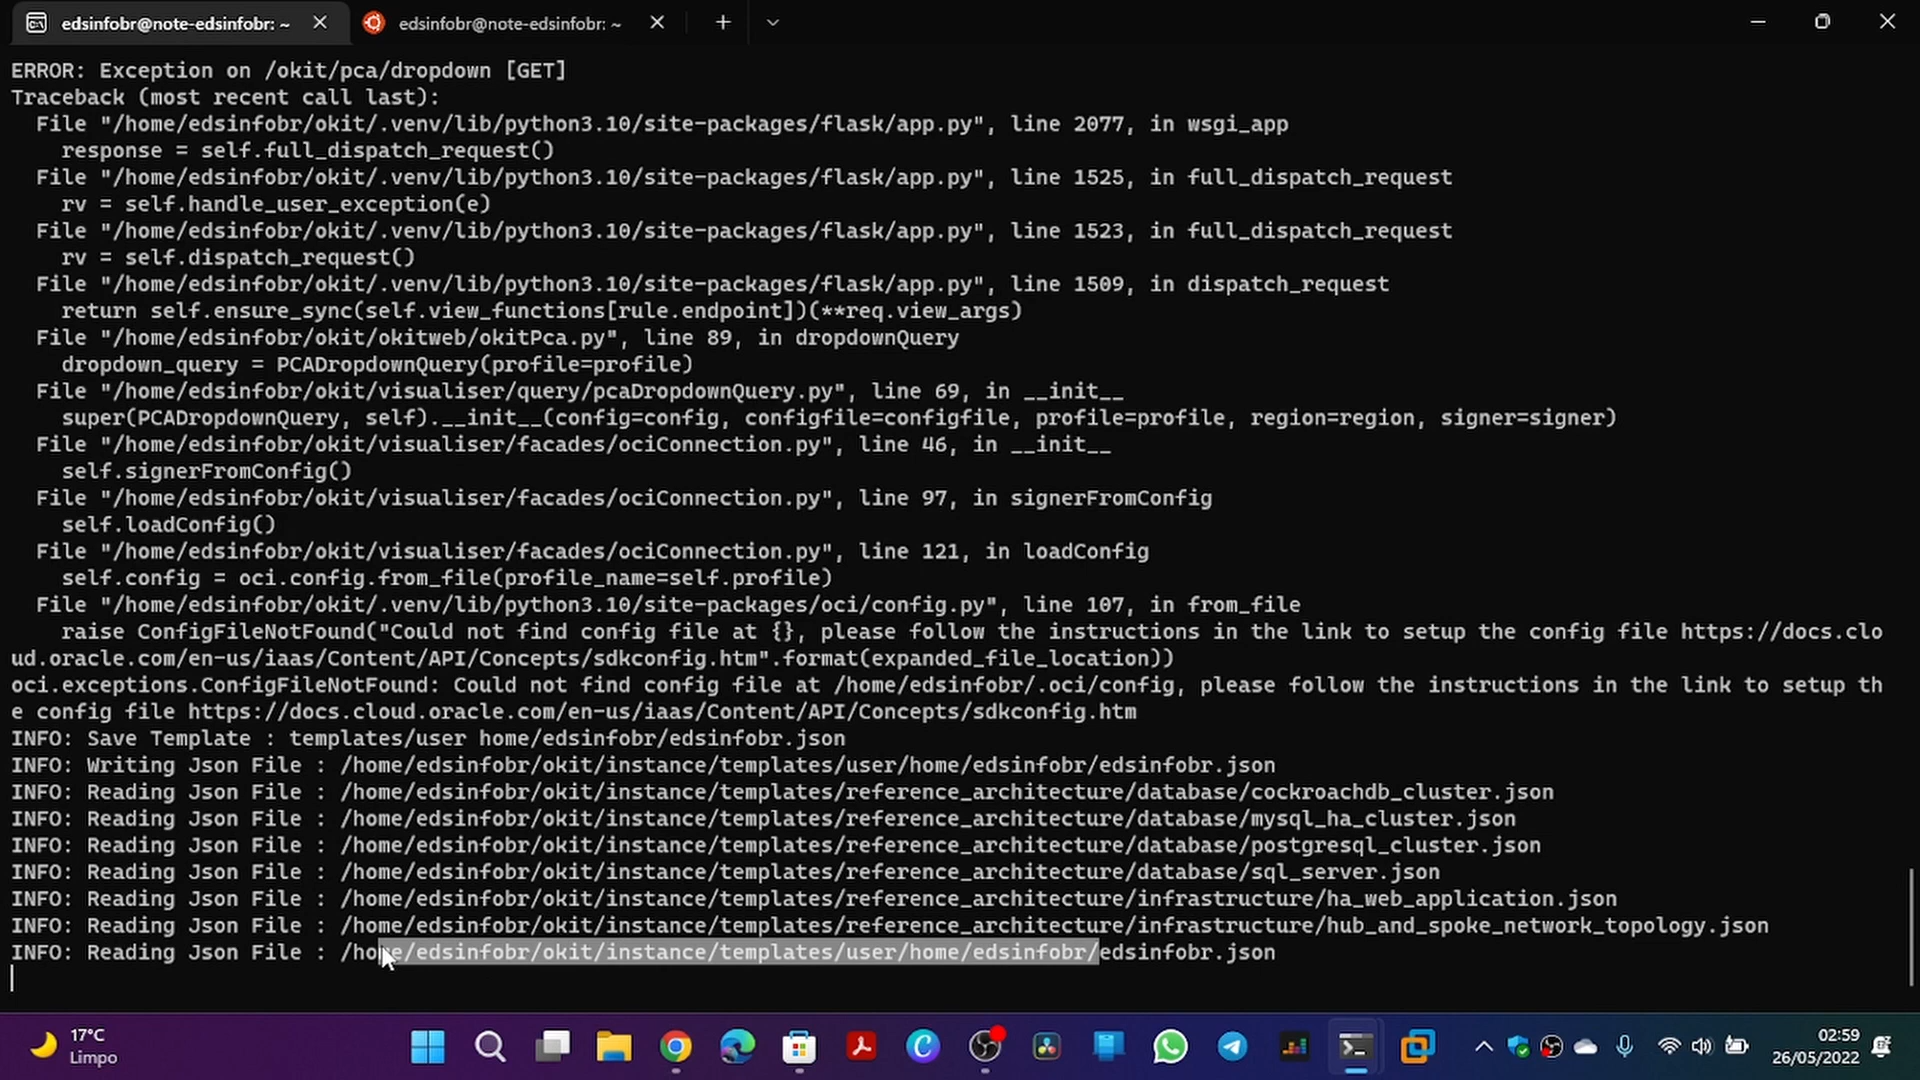 edsinfobr@note-edsinfobr: ~
edsinfobr@note-edsinfobr: ~
ERROR: Exception on /okit/pca/dropdown [GET]
Traceback (most recent call last):
  File "/home/edsinfobr/okit/.venv/lib/python3.10/site-packages/flask/app.py", line 2077, in wsgi_app
    response = self.full_dispatch_request()
  File "/home/edsinfobr/okit/.venv/lib/python3.10/site-packages/flask/app.py", line 1525, in full_dispatch_request
    rv = self.handle_user_exception(e)
  File "/home/edsinfobr/okit/.venv/lib/python3.10/site-packages/flask/app.py", line 1523, in full_dispatch_request
    rv = self.dispatch_request()
  File "/home/edsinfobr/okit/.venv/lib/python3.10/site-packages/flask/app.py", line 1509, in dispatch_request
    return self.ensure_sync(self.view_functions[rule.endpoint])(**req.view_args)
  File "/home/edsinfobr/okit/okitweb/okitPca.py", line 89, in dropdownQuery
    dropdown_query = PCADropdownQuery(profile=profile)
  File "/home/edsinfobr/okit/visualiser/query/pcaDropdownQuery.py", line 69, in __init__
    super(PCADropdownQuery, self).__init__(config=config, configfile=configfile, profile=profile, region=region, signer=signer)
  File "/home/edsinfobr/okit/visualiser/facades/ociConnection.py", line 46, in __init__
    self.signerFromConfig()
  File "/home/edsinfobr/okit/visualiser/facades/ociConnection.py", line 97, in signerFromConfig
    self.loadConfig()
  File "/home/edsinfobr/okit/visualiser/facades/ociConnection.py", line 121, in loadConfig
    self.config = oci.config.from_file(profile_name=self.profile)
  File "/home/edsinfobr/okit/.venv/lib/python3.10/site-packages/oci/config.py", line 107, in from_file
    raise ConfigFileNotFound("Could not find config file at {}, please follow the instructions in the link to setup the config file https://docs.clo
ud.oracle.com/en-us/iaas/Content/API/Concepts/sdkconfig.htm".format(expanded_file_location))
oci.exceptions.ConfigFileNotFound: Could not find config file at /home/edsinfobr/.oci/config, please follow the instructions in the link to setup th
e config file https://docs.cloud.oracle.com/en-us/iaas/Content/API/Concepts/sdkconfig.htm
INFO: Save Template : templates/user home/edsinfobr/edsinfobr.json
INFO: Writing Json File : /home/edsinfobr/okit/instance/templates/user/home/edsinfobr/edsinfobr.json
INFO: Reading Json File : /home/edsinfobr/okit/instance/templates/reference_architecture/database/cockroachdb_cluster.json
INFO: Reading Json File : /home/edsinfobr/okit/instance/templates/reference_architecture/database/mysql_ha_cluster.json
INFO: Reading Json File : /home/edsinfobr/okit/instance/templates/reference_architecture/database/postgresql_cluster.json
INFO: Reading Json File : /home/edsinfobr/okit/instance/templates/reference_architecture/database/sql_server.json
INFO: Reading Json File : /home/edsinfobr/okit/instance/templates/reference_architecture/infrastructure/ha_web_application.json
INFO: Reading Json File : /home/edsinfobr/okit/instance/templates/reference_architecture/infrastructure/hub_and_spoke_network_topology.json
INFO: Reading Json File : /home/edsinfobr/okit/instance/templates/user/home/edsinfobr/edsinfobr.json
17°C
Limpo
02:59
26/05/2022